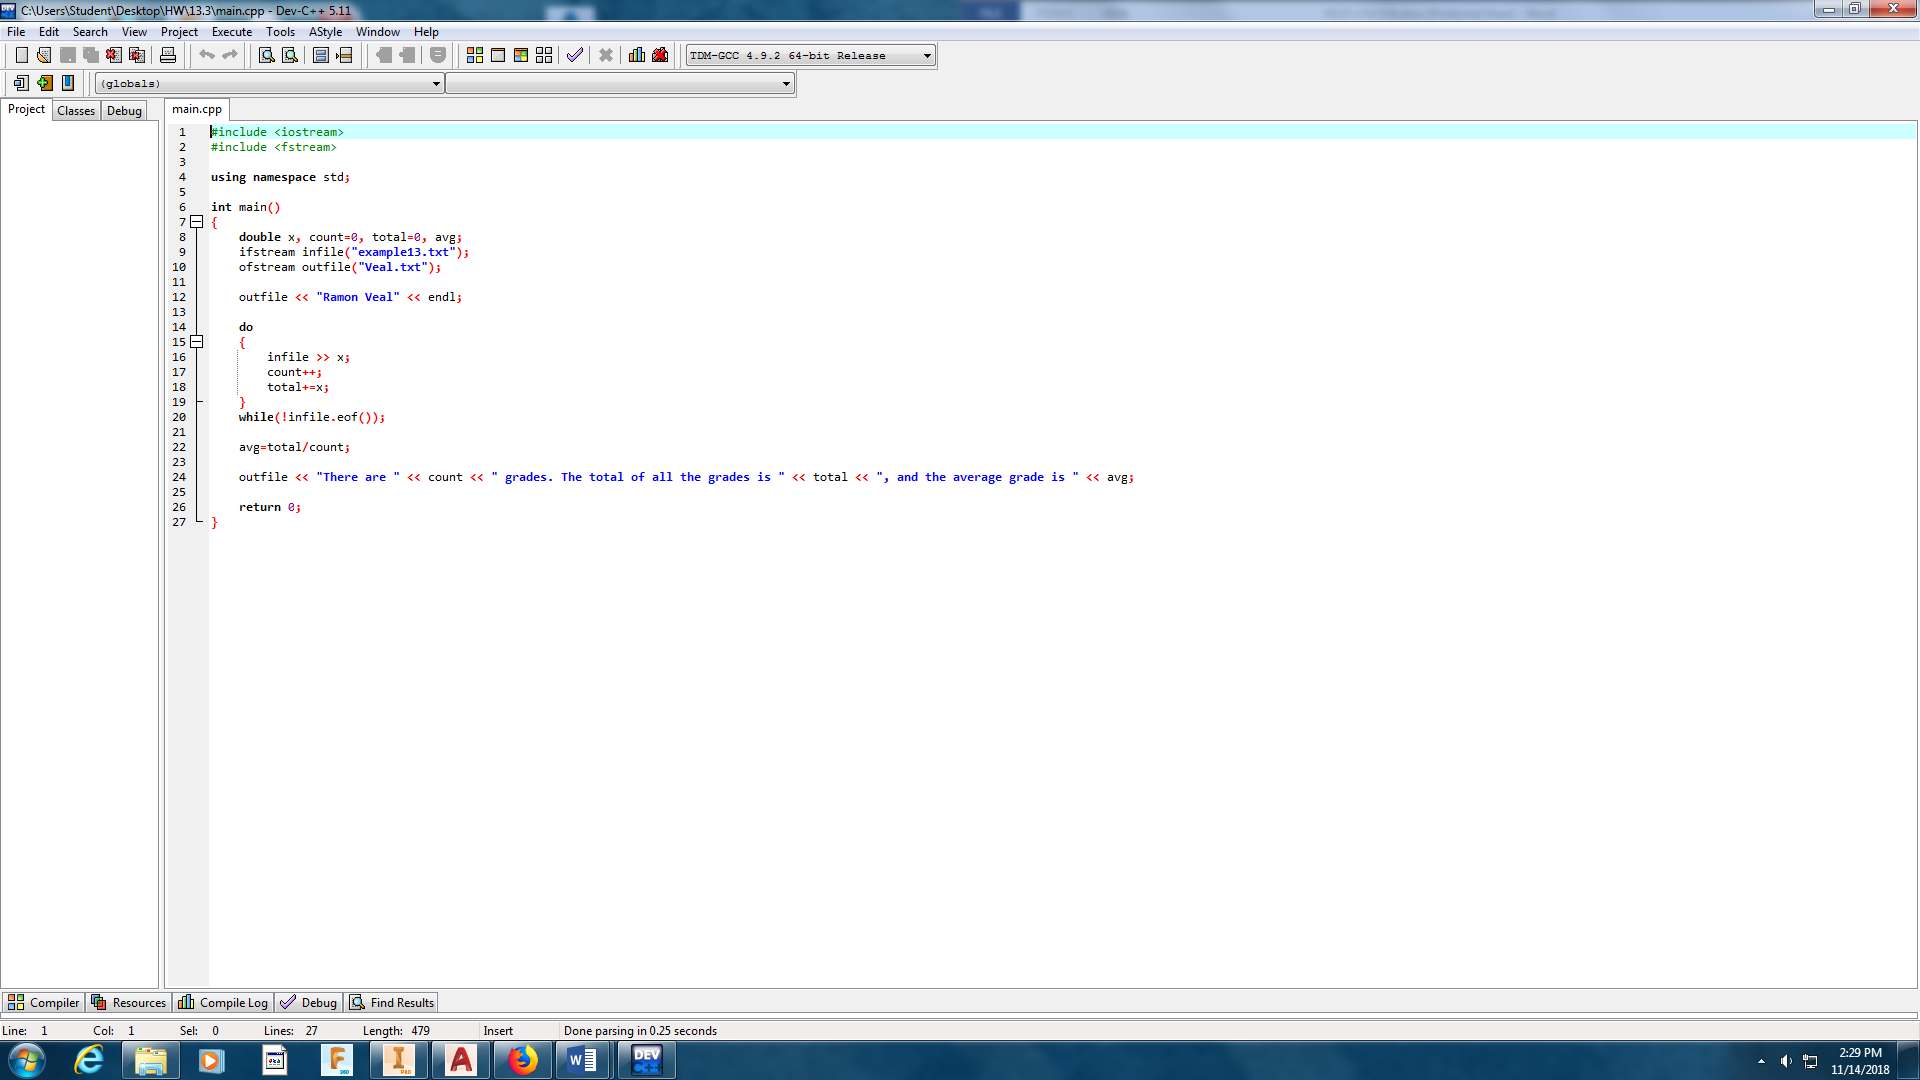 C:\Users\Student\Desktop\HW\13.3\main.cpp - Dev-C++ 5.11
File Edit Search View Project Execute Tools AStyle Window Help
TDM-GCC 4.9.2 64-bit Release
(globals)
Project Classes Debug main.cpp
1 #include <iostream>
2 #include <fstream>
3
4 using namespace std;
5
6 int main()
7 {
8 double x, count=0, total=0, avg;
9 ifstream infile("example13.txt");
10 ofstream outfile("Veal.txt");
11
12 outfile << "Ramon Veal" << endl;
13
14 do
15 {
16 infile >> x;
17 count++;
18 total+=x;
19 }
20 while(!infile.eof());
21
22 avg=total/count;
23
24 outfile << "There are " << count << " grades. The total of all the grades is " << total << ", and the average grade is " << avg;
25
26 return 0;
27 }
Compiler Resources Compile Log Debug Find Results
Line: 1 Col: 1 Sel: 0 Lines: 27 Length: 479 Insert Done parsing in 0.25 seconds
2:29 PM
11/14/2018